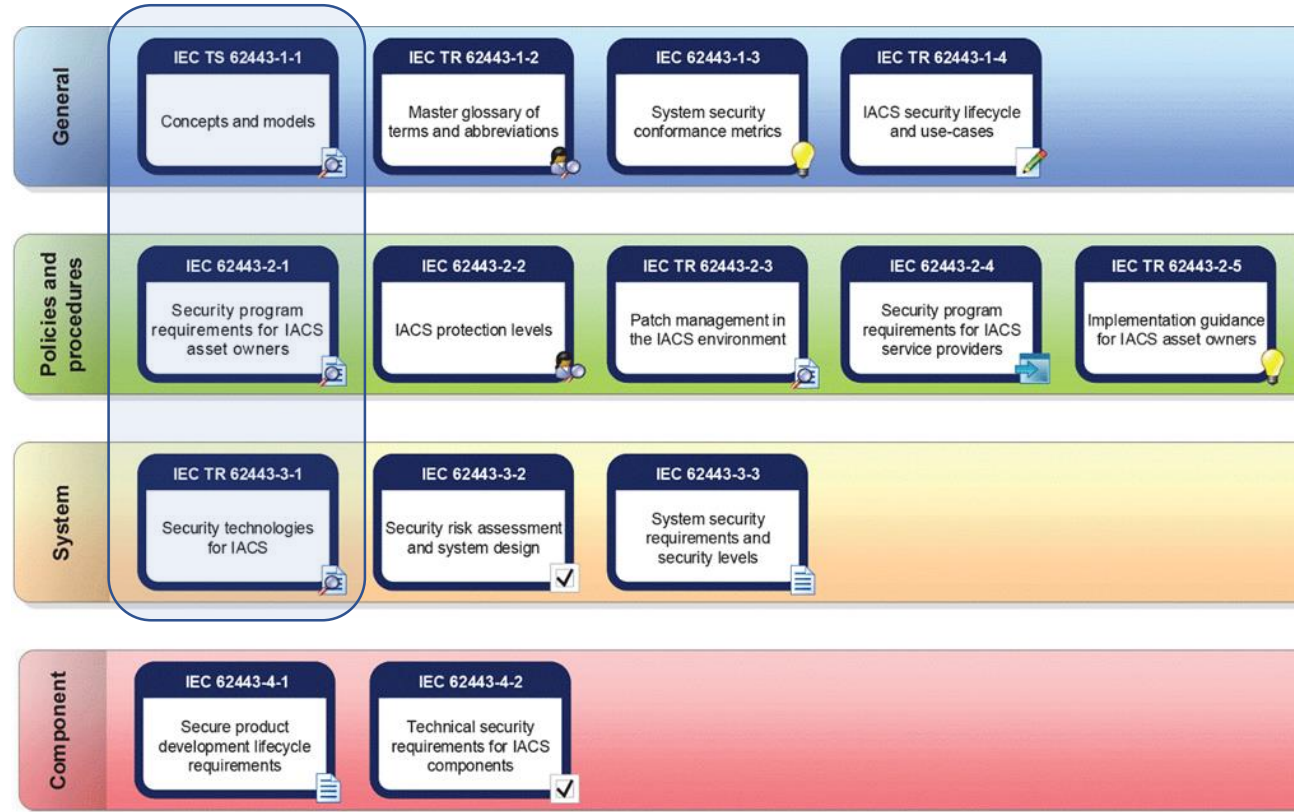 General
IEC TS 62443-1-1
Concepts and models
IEC TR 62443-1-2
Master glossary of
terms and abbreviations
IEC 62443-1-3
System security
conformance metrics
IEC TR 62443-1-4
IACS security lifecycle
and use-cases
Policies and
procedures
IEC 62443-2-1
Security program
requirements for IACS
asset owners
IEC 62443-2-2
IACS protection levels
IEC TR 62443-2-3
Patch management in
the IACS environment
IEC 62443-2-4
Security program
requirements for IACS
service providers
IEC TR 62443-2-5
Implementation guidance
for IACS asset owners
System
IEC TR 62443-3-1
Security technologies
for IACS
IEC 62443-3-2
Security risk assessment
and system design
IEC 62443-3-3
System security
requirements and
security levels
Component
IEC 62443-4-1
Secure product
development lifecycle
requirements
IEC 62443-4-2
Technical security
requirements for IACS
components